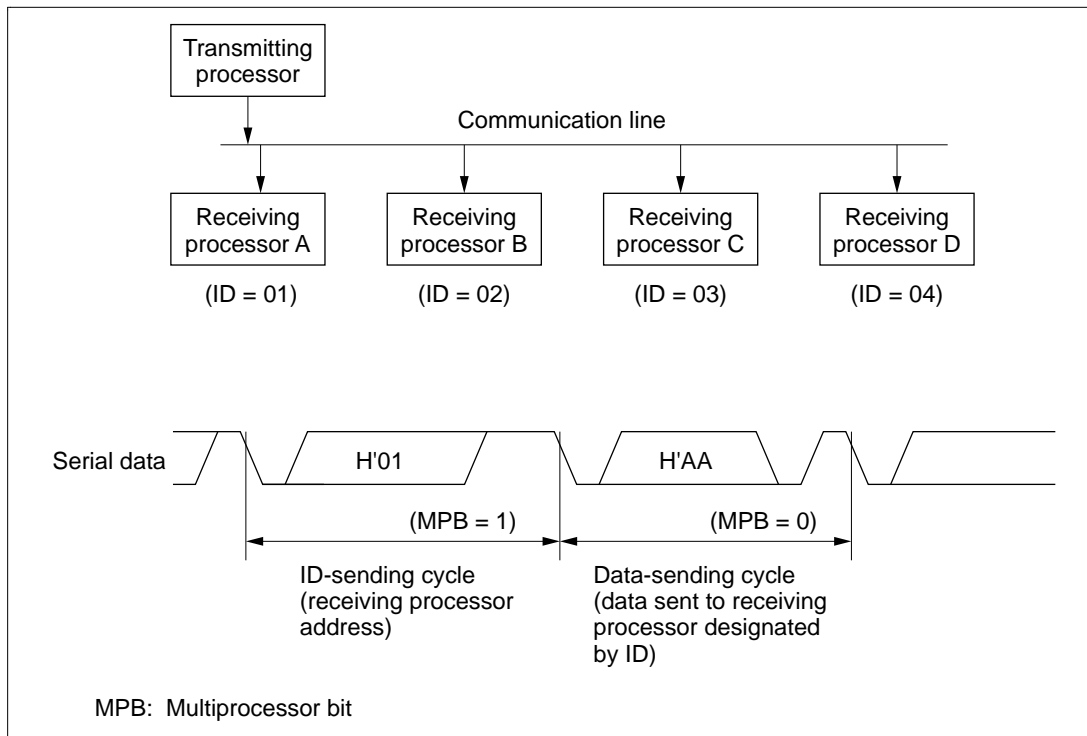 Transmitting
processor
Communication line
Receiving
processor A
Receiving
processor B
Receiving
processor C
Receiving
processor D
(ID = 01)
(ID = 02)
(ID = 03)
(ID = 04)
Serial data
H'01
H'AA
(MPB = 1)
(MPB = 0)
ID-sending cycle
(receiving processor
address)
Data-sending cycle
(data sent to receiving
processor designated
by ID)
MPB: Multiprocessor bit